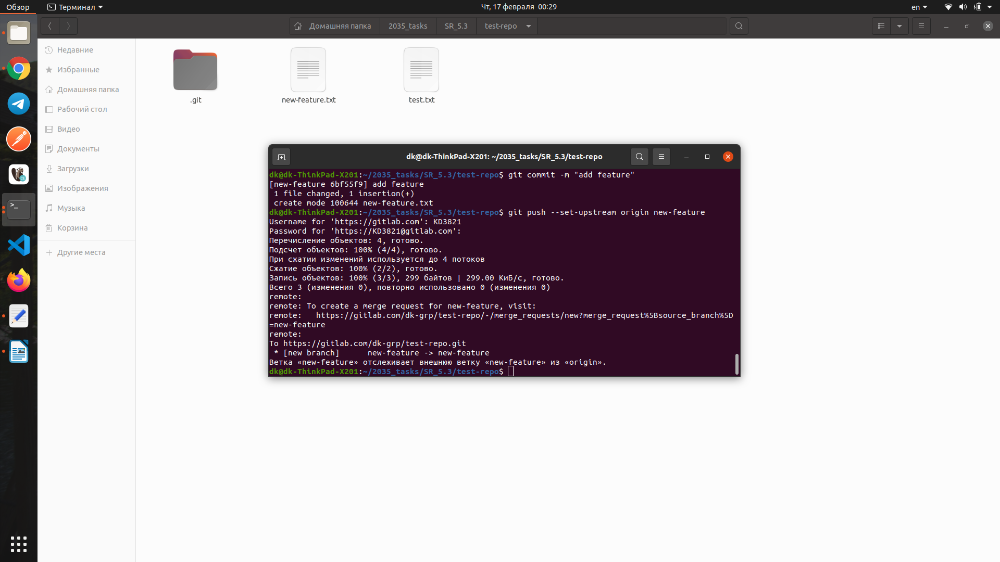 Обзор
Терминал
Чт, 17 февраля 00:29
en
Домашняя папка
2035_tasks
SR_5.3
test-repo
Недавние
Избранные
Домашняя папка
Рабочий стол
Видео
Документы
Загрузки
Изображения
Музыка
Корзина
Другие места
.git
new-feature.txt
test.txt
dk@dk-ThinkPad-X201: ~/2035_tasks/SR_5.3/test-repo
dk@dk-ThinkPad-X201:~/2035_tasks/SR_5.3/test-repo$ git commit -m "add feature"
[new-feature 6bf55f9] add feature
1 file changed, 1 insertion(+)
create mode 100644 new-feature.txt
dk@dk-ThinkPad-X201:~/2035_tasks/SR_5.3/test-repo$ git push --set-upstream origin new-feature
Username for 'https://gitlab.com': KD3821
Password for 'https://KD3821@gitlab.com':
Перечисление объектов: 4, готово.
Подсчет объектов: 100% (4/4), готово.
При сжатии изменений используется до 4 потоков
Сжатие объектов: 100% (2/2), готово.
Запись объектов: 100% (3/3), 299 байтов | 299.00 КиБ/с, готово.
Всего 3 (изменения 0), повторно использовано 0 (изменения 0)
remote:
remote: To create a merge request for new-feature, visit:
remote:   https://gitlab.com/dk-grp/test-repo/-/merge_requests/new?merge_request%5Bsource_branch%5D
=new-feature
remote:
To https://gitlab.com/dk-grp/test-repo.git
* [new branch]      new-feature -> new-feature
Ветка «new-feature» отслеживает внешнюю ветку «new-feature» из «origin».
dk@dk-ThinkPad-X201:~/2035_tasks/SR_5.3/test-repo$